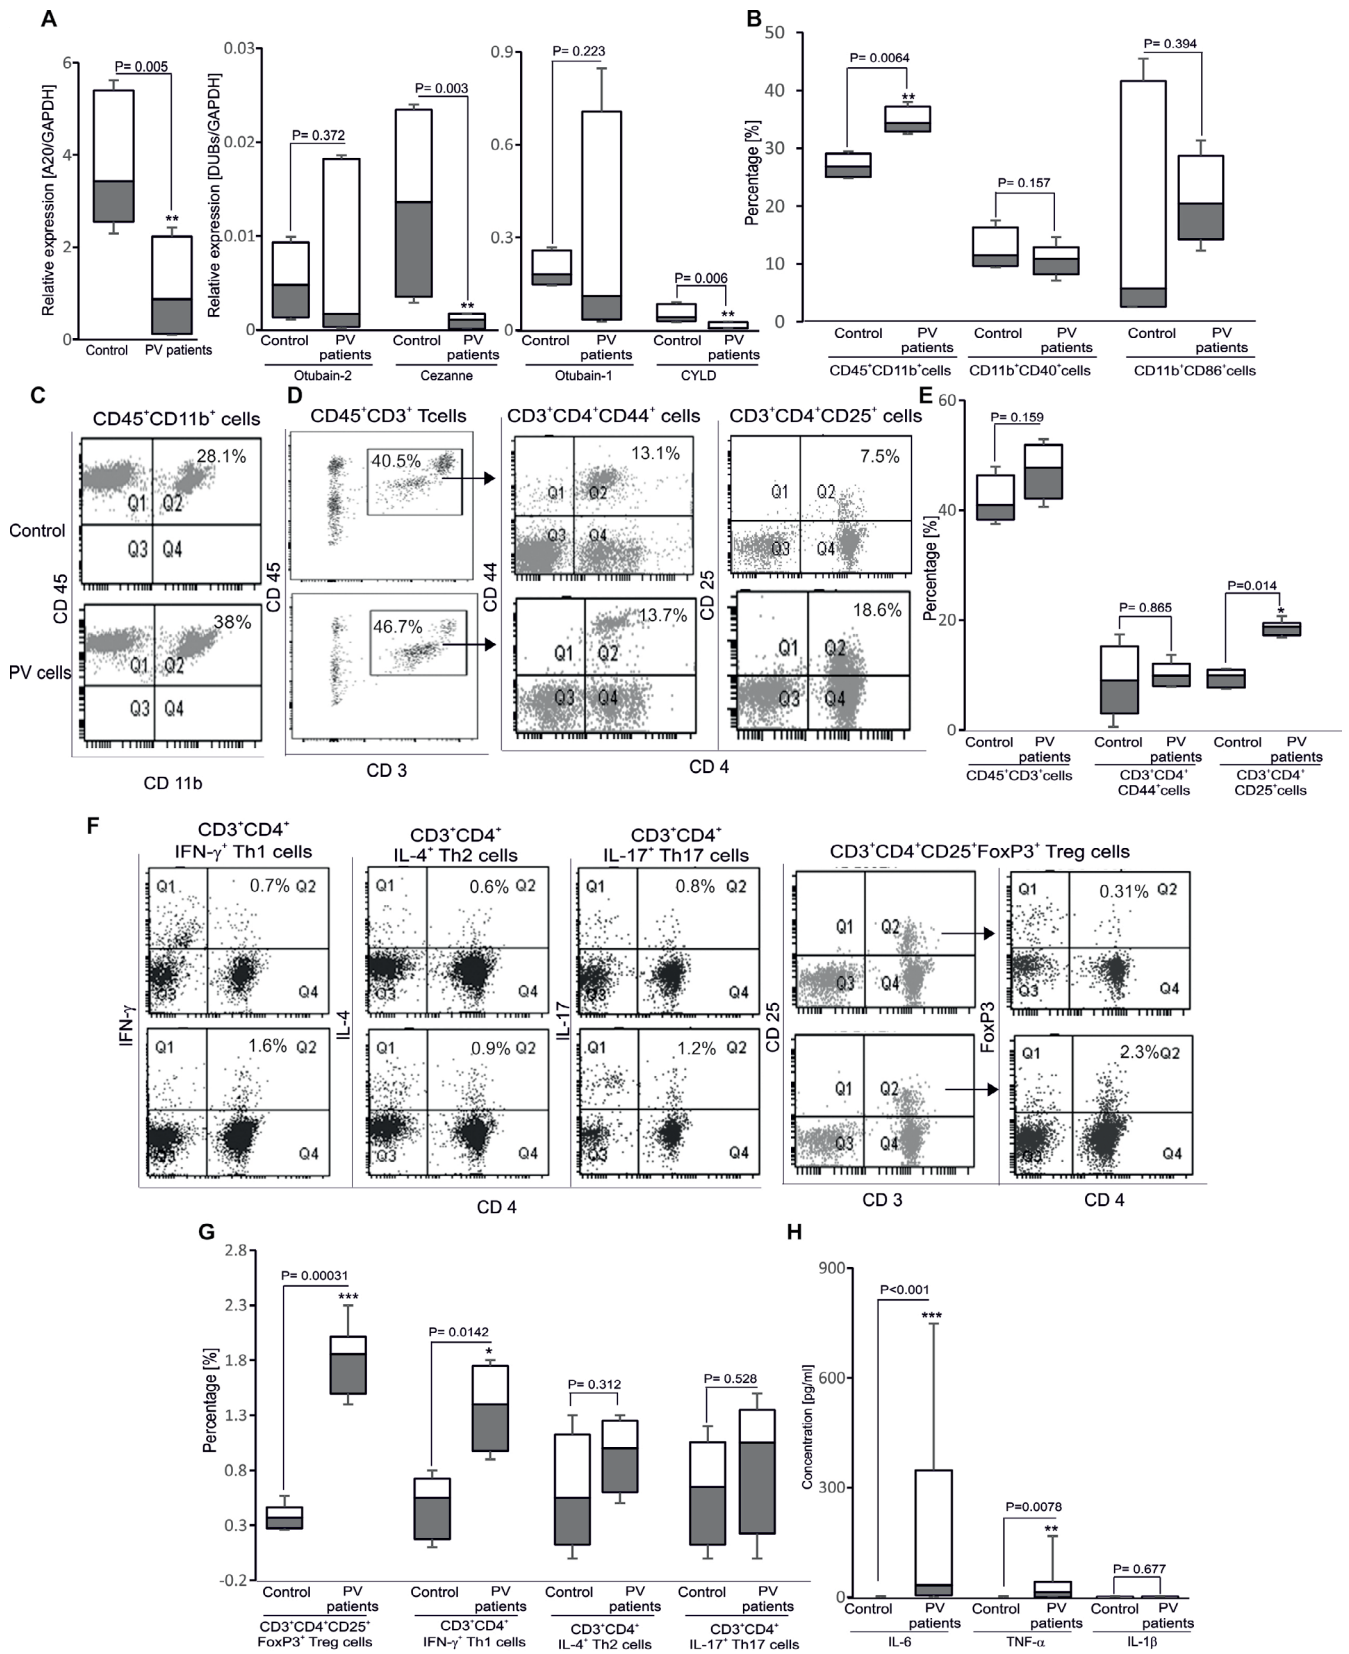 A
Relative expression [A20/GAPDH]
6
4
2
0
P= 0.005
**
Control
PV patients
Relative expression [DUBs/GAPDH]
0.03
0.02
0.01
0
P= 0.372
P= 0.003
**
Control
PV
patients
Control
PV
patients
Otubain-2
Cezanne
0.9
0.6
0.3
0
P= 0.223
P= 0.006
**
Control
PV
patients
Control
PV
patients
Otubain-1
CYLD
B
Percentage [%]
50
40
30
20
10
0
P= 0.0064
**
P= 0.157
P= 0.394
Control
PV
patients
Control
PV
patients
Control
PV
patients
CD45⁺CD11b⁺cells
CD11b⁺CD40⁺cells
CD11b⁺CD86⁺cells
C
CD45⁺CD11b⁺ cells
Control
PV cells
CD 45
28.1%
Q1
Q2
Q3
Q4
38%
Q1
Q2
Q3
Q4
CD 11b
D
CD45⁺CD3⁺ Tcells
CD3⁺CD4⁺CD44⁺ cells
CD3⁺CD4⁺CD25⁺ cells
CD 45
40.5%
46.7%
CD 3
CD 44
13.1%
Q1
Q2
Q3
Q4
13.7%
Q1
Q2
Q3
Q4
CD 25
7.5%
Q1
Q2
Q3
Q4
18.6%
Q1
Q2
Q3
Q4
CD 4
E
Percentage [%]
60
40
20
0
P= 0.159
P= 0.865
P=0.014
*
Control
PV
patients
Control
PV
patients
Control
PV
patients
CD45⁺CD3⁺cells
CD3⁺CD4⁺
CD44⁺cells
CD3⁺CD4⁺
CD25⁺cells
F
CD3⁺CD4⁺
IFN-γ⁺ Th1 cells
CD3⁺CD4⁺
IL-4⁺ Th2 cells
CD3⁺CD4⁺
IL-17⁺ Th17 cells
CD3⁺CD4⁺CD25⁺FoxP3⁺ Treg cells
IFN-γ
Q1
0.7% Q2
Q3
Q4
Q1
1.6% Q2
Q3
Q4
IL-4
Q1
0.6% Q2
Q3
Q4
Q1
0.9% Q2
Q3
Q4
IL-17
Q1
0.8% Q2
Q3
Q4
Q1
1.2% Q2
Q3
Q4
CD 4
CD 25
Q1
Q2
Q3
Q4
Q1
Q2
Q3
Q4
CD 3
FoxP3
Q1
0.31% Q2
Q3
Q4
Q1
2.3%Q2
Q3
Q4
CD 4
G
Percentage [%]
2.8
2.3
1.8
1.3
0.8
0.3
-0.2
P= 0.00031
***
P= 0.0142
*
P= 0.312
P= 0.528
Control
PV
patients
Control
PV
patients
Control
PV
patients
Control
PV
patients
CD3⁺CD4⁺CD25⁺
FoxP3⁺ Treg cells
CD3⁺CD4⁺
IFN-γ⁺ Th1 cells
CD3⁺CD4⁺
IL-4⁺ Th2 cells
CD3⁺CD4⁺
IL-17⁺ Th17 cells
H
Concentration [pg/ml]
900
600
300
0
P<0.001
***
P=0.0078
**
P= 0.677
Control
PV
patients
Control
PV
patients
Control
PV
patients
IL-6
TNF-α
IL-1β